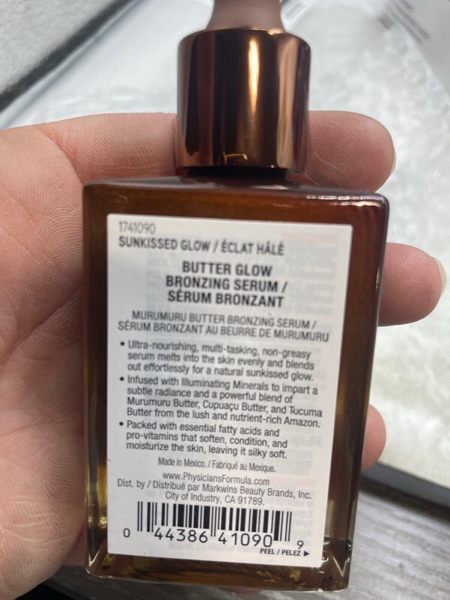 1741090
SUNKISSED GLOW / ÉCLAT HÂLÉ
BUTTER GLOW
BRONZING SERUM /
SÉRUM BRONZANT
MURUMURU BUTTER BRONZING SERUM /
SÉRUM BRONZANT AU BEURRE DE MURUMURU
• Ultra-nourishing, multi-tasking, non-greasy
serum melts into the skin evenly and blends
out effortlessly for a natural sunkissed glow.
• Infused with Illuminating Minerals to impart a
subtle radiance and a powerful blend of
Murumuru Butter, Cupuaçu Butter, and Tucuma
Butter from the lush and nutrient-rich Amazon.
• Packed with essential fatty acids and
pro-vitamins that soften, condition, and
moisturize the skin, leaving it silky soft.
Made in Mexico. / Fabriqué au Mexique.
www.PhysiciansFormula.com
Dist. by / Distribué par Markwins Beauty Brands, Inc.
City of Industry, CA 91789.
0 44386 41090 9
PEEL / PELEZ ▶